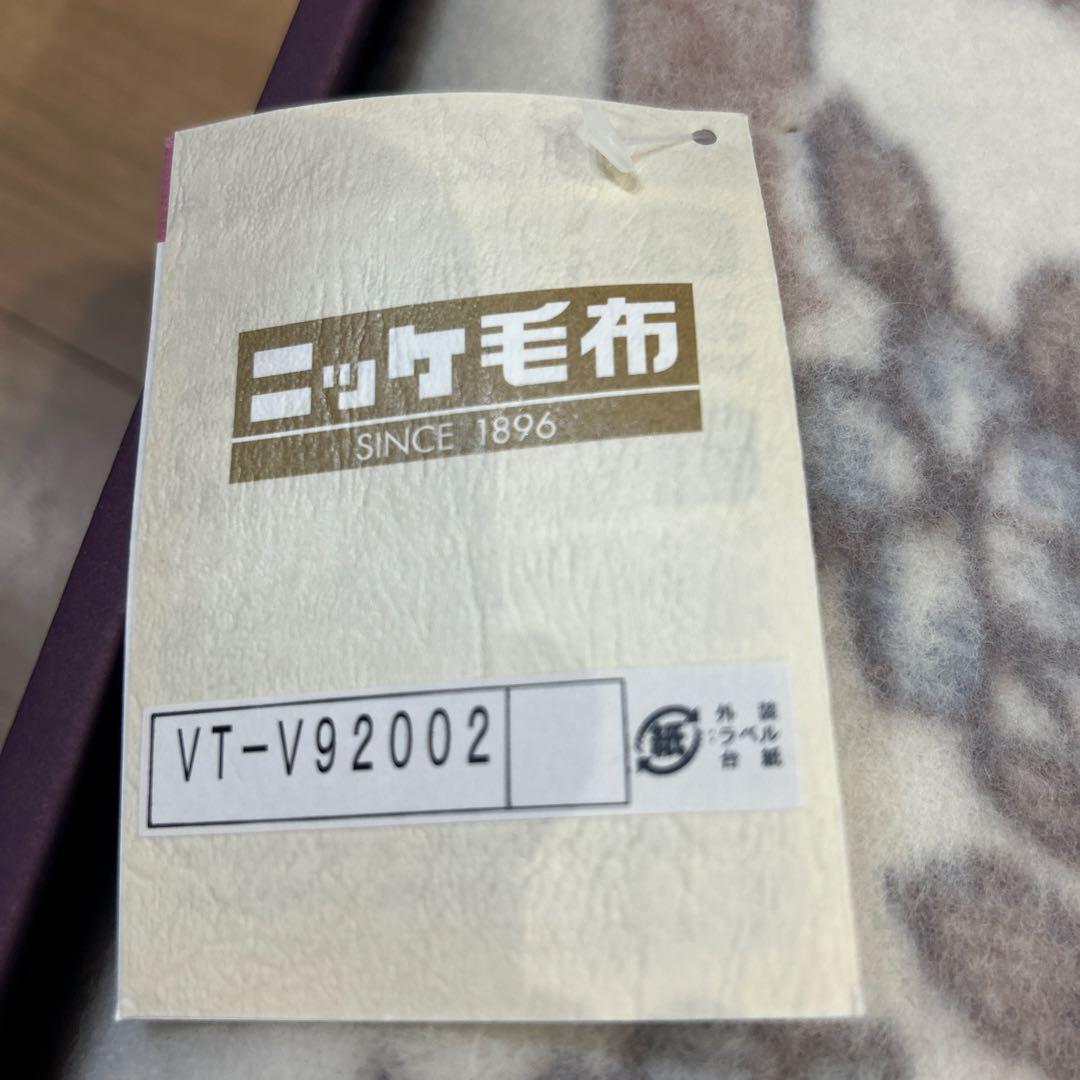 ニッケ毛布
SINCE 1896
VT-V92002
紙
外装
:ラベル
台紙